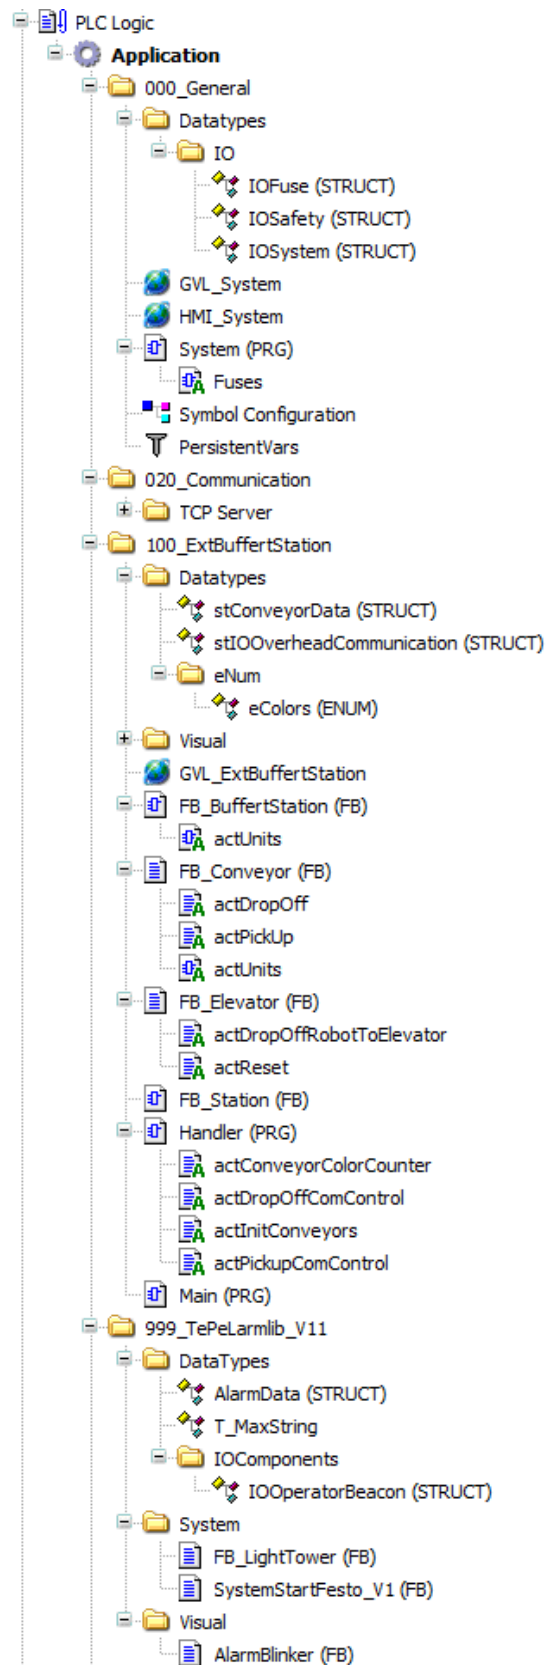 PLC Logic
Application
000_General
Datatypes
IO
IOFuse (STRUCT)
IOSafety (STRUCT)
IOSystem (STRUCT)
GVL_System
HMI_System
System (PRG)
Fuses
Symbol Configuration
PersistentVars
020_Communication
TCP Server
100_ExtBuffertStation
Datatypes
stConveyorData (STRUCT)
stIOOverheadCommunication (STRUCT)
eNum
eColors (ENUM)
Visual
GVL_ExtBuffertStation
FB_BuffertStation (FB)
actUnits
FB_Conveyor (FB)
actDropOff
actPickUp
actUnits
FB_Elevator (FB)
actDropOffRobotToElevator
actReset
FB_Station (FB)
Handler (PRG)
actConveyorColorCounter
actDropOffComControl
actInitConveyors
actPickupComControl
Main (PRG)
999_TePeLarmlib_V11
DataTypes
AlarmData (STRUCT)
T_MaxString
IOComponents
IOOperatorBeacon (STRUCT)
System
FB_LightTower (FB)
SystemStartFesto_V1 (FB)
Visual
AlarmBlinker (FB)